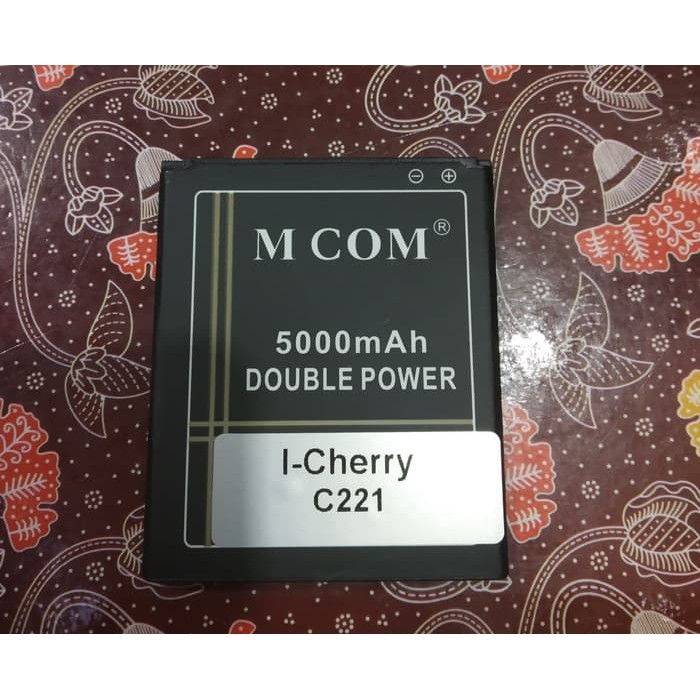 ⊖ ⊕
M COM®
5000mAh
DOUBLE POWER
I-Cherry
C221